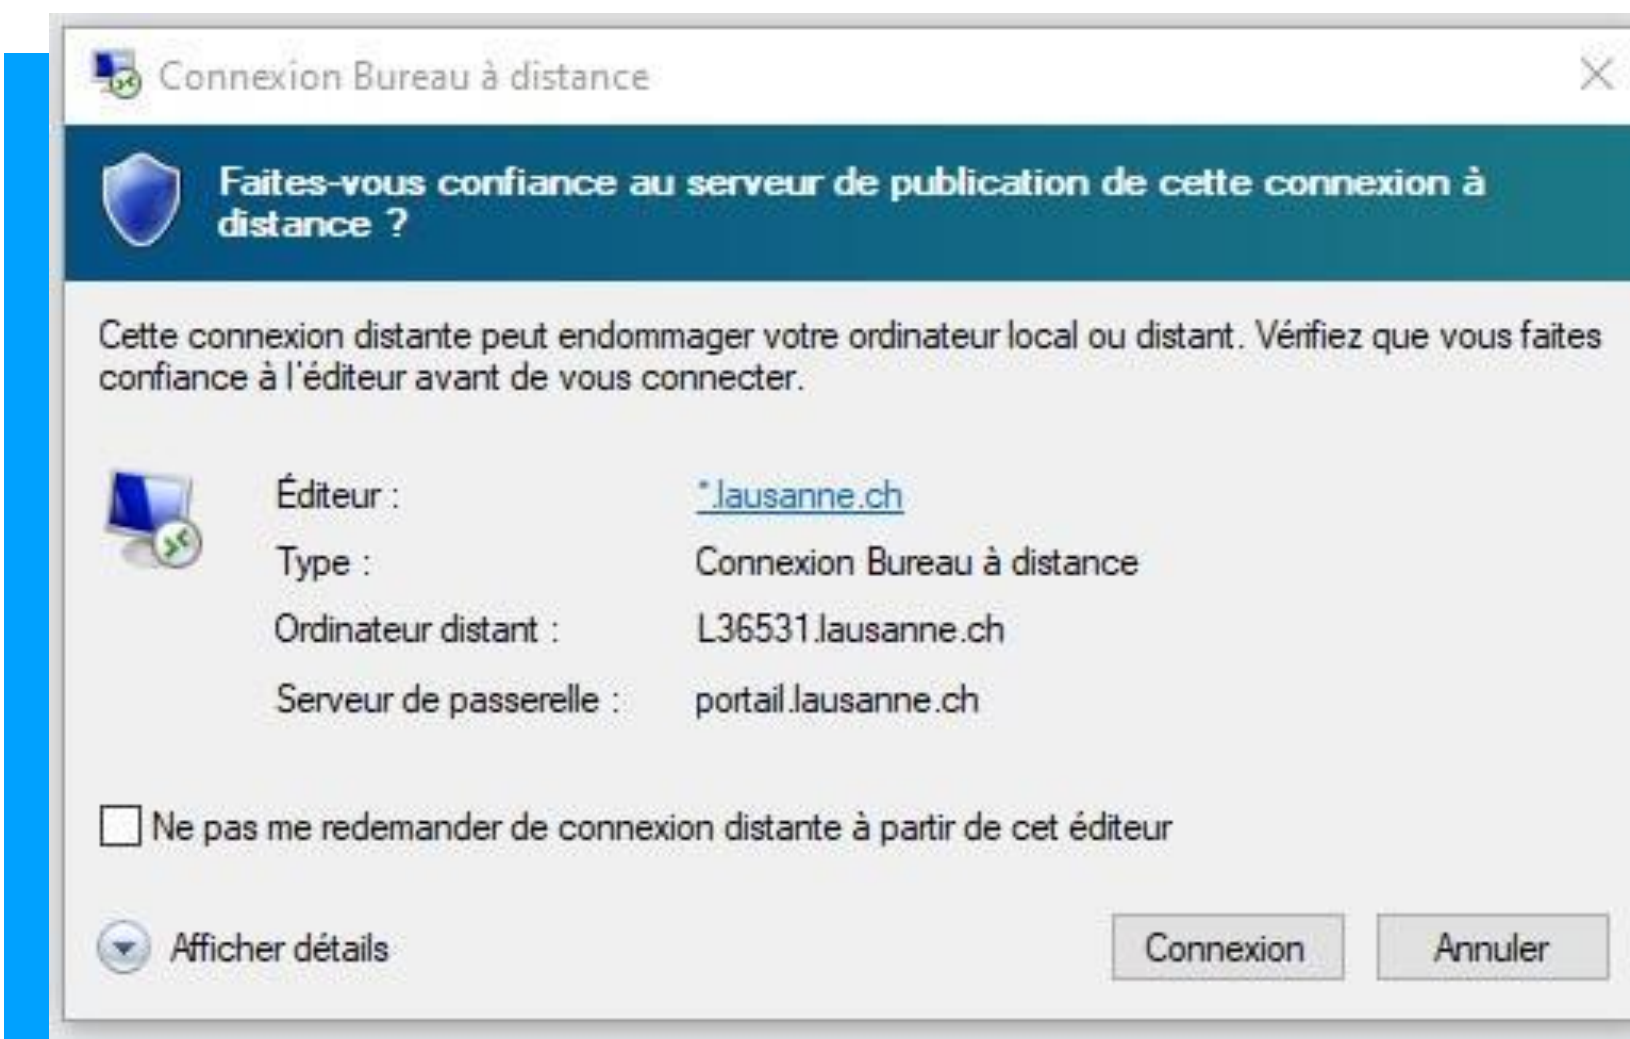 Connexion Bureau à distance
Faites-vous confiance au serveur de publication de cette connexion à
distance ?
Cette connexion distante peut endommager votre ordinateur local ou distant. Vérifiez que vous faites
confiance à l'éditeur avant de vous connecter.
Éditeur : *.lausanne.ch
Type : Connexion Bureau à distance
Ordinateur distant : L36531.lausanne.ch
Serveur de passerelle : portail.lausanne.ch
Ne pas me redemander de connexion distante à partir de cet éditeur
Afficher détails Connexion Annuler